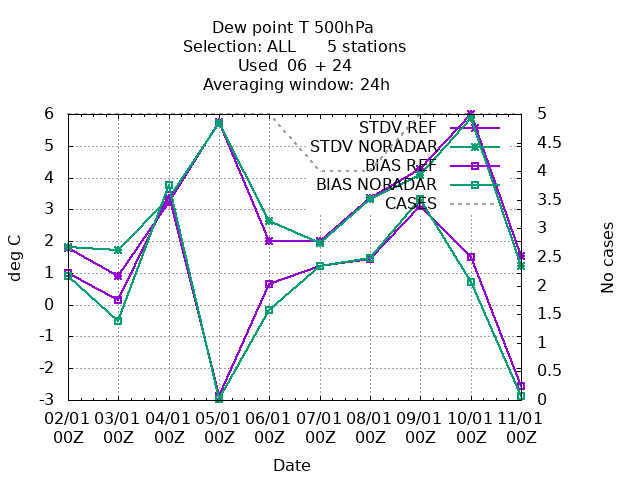 Dew point T 500hPa
Selection: ALL 5 stations
Used 06 + 24
Averaging window: 24h
6 5
5 4.5
4 4
3 3.5
2 3
1 2.5
0 2
-1 1.5
-2 1
-3 0.5
0
STDV REF
STDV NORADAR
BIAS REF
BIAS NORADAR
CASES
deg C
No cases
02/01 03/01 04/01 05/01 06/01 07/01 08/01 09/01 10/01 11/01
00Z 00Z 00Z 00Z 00Z 00Z 00Z 00Z 00Z 00Z
Date